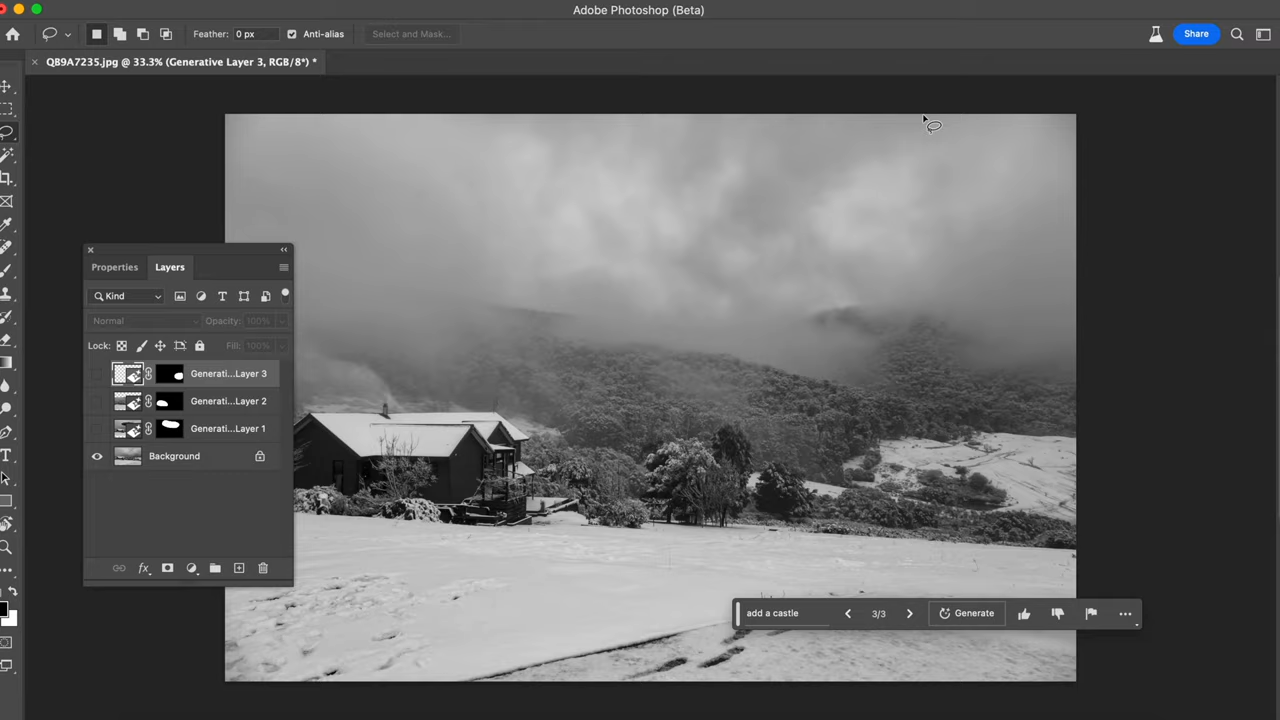 Adobe Photoshop (Beta)
Feather: 0 px Anti-alias Select and Mask... Share
× QB9A7235.jpg @ 33.3% (Generative Layer 3, RGB/8*) *
Properties Layers
Kind
Normal Opacity: 100%
Lock: Fill: 100%
Generati...Layer 3
Generati...Layer 2
Generati...Layer 1
Background
fx
add a castle 3/3 Generate